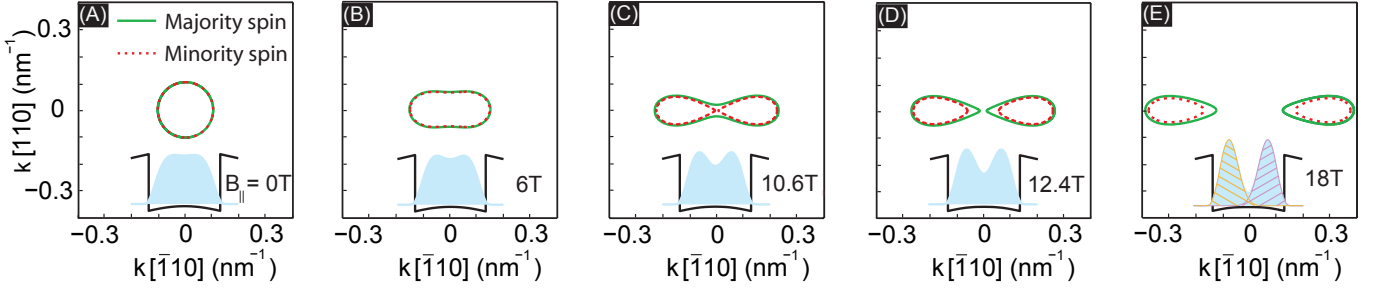 (A)
Majority spin
Minority spin
B|| = 0T
(B)
6T
(C)
10.6T
(D)
12.4T
(E)
18T
k [110] (nm⁻¹)
0.3
0
−0.3
−0.3 0 0.3
k [1̄10] (nm⁻¹)
−0.3 0 0.3
k [1̄10] (nm⁻¹)
−0.3 0 0.3
k [1̄10] (nm⁻¹)
−0.3 0 0.3
k [1̄10] (nm⁻¹)
−0.3 0 0.3
k [1̄10] (nm⁻¹)